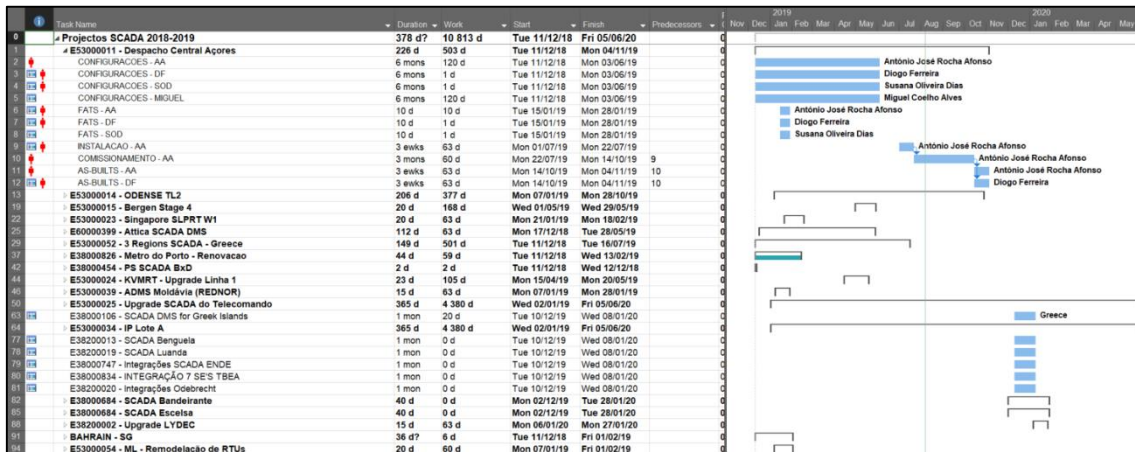 2019 2020
Task Name Duration Work Start Finish Predecessors Nov Dec Jan Feb Mar Apr May Jun Jul Aug Sep Oct Nov Dec Jan Feb Mar Apr May
0 Projectos SCADA 2018-2019 378 d? 10 813 d Tue 11/12/18 Fri 05/06/20
1 E53000011 - Despacho Central Açores 226 d 503 d Tue 11/12/18 Mon 04/11/19
2 CONFIGURACOES - AA 6 mons 120 d Tue 11/12/18 Mon 03/06/19 António José Rocha Afonso
3 CONFIGURACOES - DF 6 mons 1 d Tue 11/12/18 Mon 03/06/19 Diogo Ferreira
4 CONFIGURACOES - SOD 6 mons 1 d Tue 11/12/18 Mon 03/06/19 Susana Oliveira Dias
5 CONFIGURACOES - MIGUEL 6 mons 120 d Tue 11/12/18 Mon 03/06/19 Miguel Coelho Alves
6 FATS - AA 10 d 10 d Tue 15/01/19 Mon 28/01/19 António José Rocha Afonso
7 FATS - DF 10 d 1 d Tue 15/01/19 Mon 28/01/19 Diogo Ferreira
8 FATS - SOD 10 d 1 d Tue 15/01/19 Mon 28/01/19 Susana Oliveira Dias
9 INSTALACAO - AA 3 ewks 63 d Mon 01/07/19 Mon 22/07/19 António José Rocha Afonso
10 COMISSIONAMENTO - AA 3 mons 60 d Mon 22/07/19 Mon 14/10/19 9 António José Rocha Afonso
11 AS-BUILTS - AA 3 ewks 63 d Mon 14/10/19 Mon 04/11/19 10 António José Rocha Afonso
12 AS-BUILTS - DF 3 ewks 63 d Mon 14/10/19 Mon 04/11/19 10 Diogo Ferreira
13 E53000014 - ODENSE TL2 206 d 377 d Mon 07/01/19 Mon 28/10/19
19 E53000015 - Bergen Stage 4 20 d 168 d Wed 01/05/19 Wed 29/05/19
22 E53000023 - Singapore SLPRT W1 20 d 63 d Mon 21/01/19 Mon 18/02/19
25 E60000399 - Attica SCADA DMS 112 d 63 d Mon 17/12/18 Tue 28/05/19
29 E53000052 - 3 Regions SCADA - Greece 149 d 501 d Tue 11/12/18 Tue 16/07/19
37 E38000826 - Metro do Porto - Renovacao 44 d 59 d Tue 11/12/18 Wed 13/02/19
42 E38000454 - PS SCADA BxD 2 d 2 d Tue 11/12/18 Wed 12/12/18
44 E53000024 - KVMRT - Upgrade Linha 1 23 d 105 d Mon 15/04/19 Mon 20/05/19
46 E53000039 - ADMS Moldávia (REDNOR) 15 d 63 d Mon 07/01/19 Mon 28/01/19
50 E53000025 - Upgrade SCADA do Telecomando 365 d 4 380 d Wed 02/01/19 Fri 05/06/20
63 E38000106 - SCADA DMS for Greek Islands 1 mon 20 d Tue 10/12/19 Wed 08/01/20 Greece
64 E53000034 - IP Lote A 365 d 4 380 d Wed 02/01/19 Fri 05/06/20
77 E38200013 - SCADA Benguela 1 mon 0 d Tue 10/12/19 Wed 08/01/20
78 E38200019 - SCADA Luanda 1 mon 0 d Tue 10/12/19 Wed 08/01/20
79 E38000747 - Integrações SCADA ENDE 1 mon 0 d Tue 10/12/19 Wed 08/01/20
80 E38000834 - INTEGRAÇÃO 7 SE'S TBEA 1 mon 0 d Tue 10/12/19 Wed 08/01/20
81 E38200020 - Integrações Odebrecht 1 mon 0 d Tue 10/12/19 Wed 08/01/20
82 E38000684 - SCADA Bandeirante 40 d 0 d Mon 02/12/19 Tue 28/01/20
85 E38000684 - SCADA Escelsa 40 d 0 d Mon 02/12/19 Tue 28/01/20
88 E38200002 - Upgrade LYDEC 15 d 63 d Mon 06/01/20 Mon 27/01/20
91 BAHRAIN - SG 36 d? 6 d Tue 11/12/18 Fri 01/02/19
94 E53000054 - ML - Remodelação de RTUs 20 d 60 d Mon 07/01/19 Fri 01/02/19